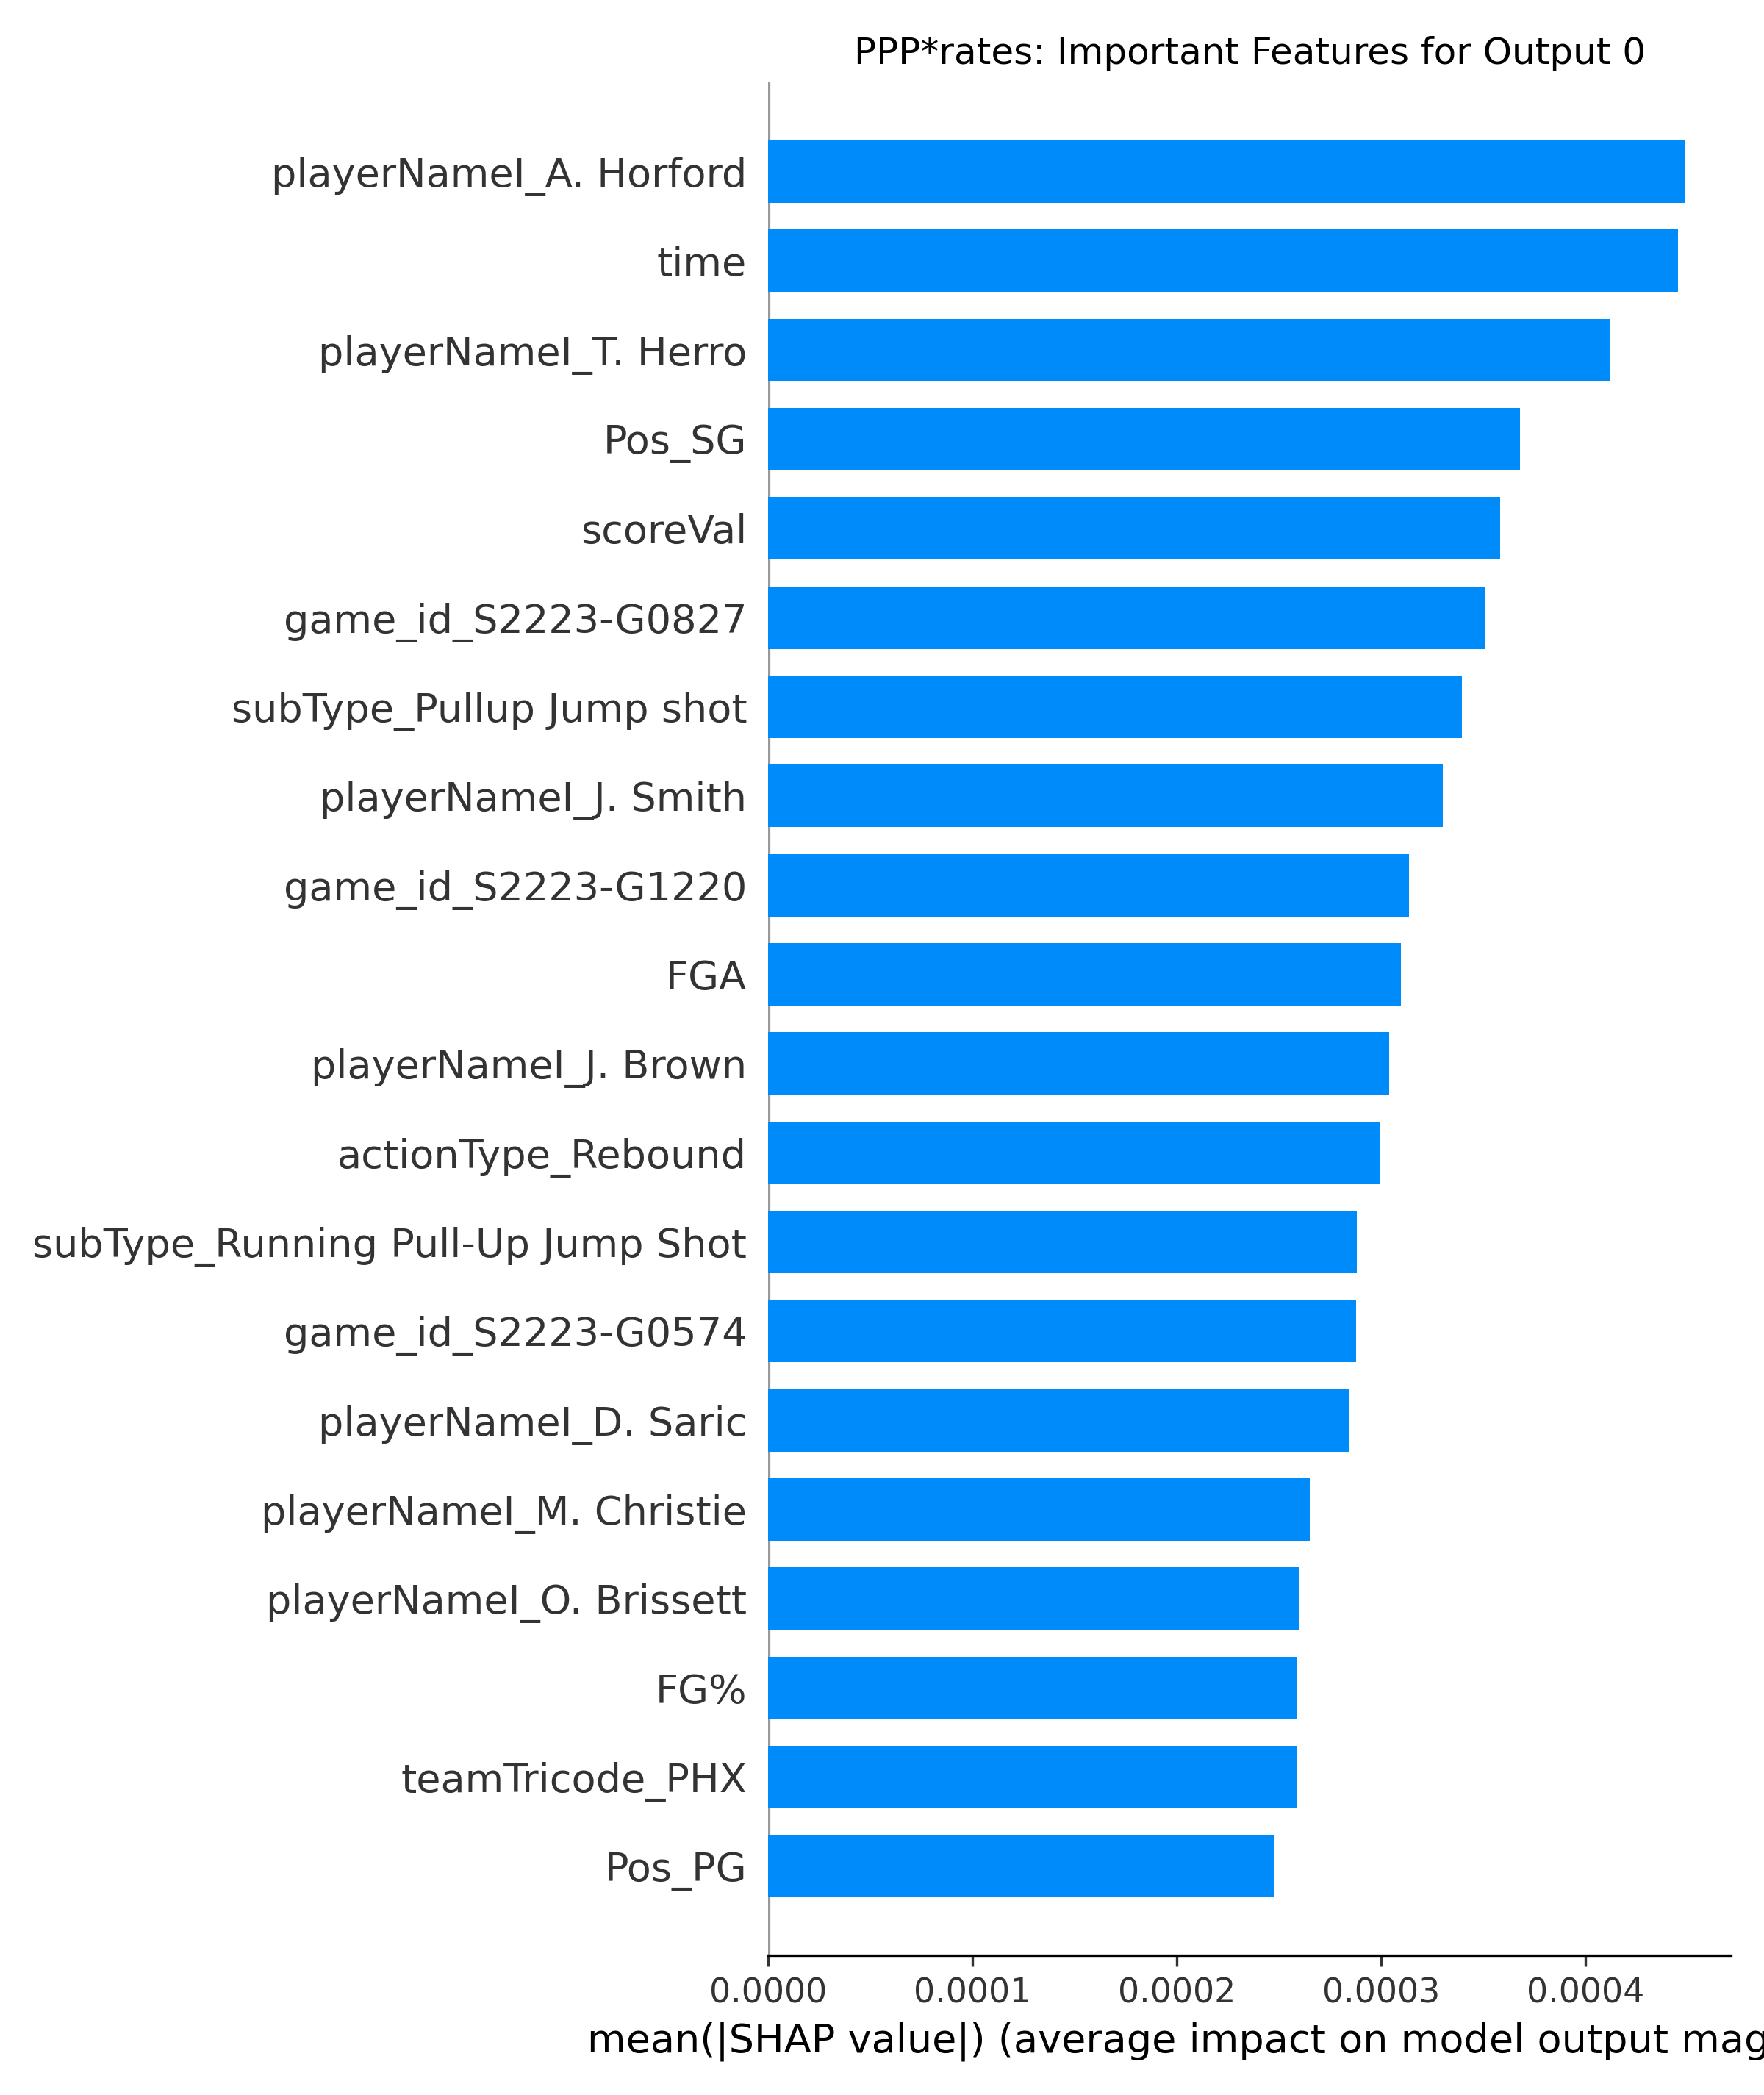 PPP*rates: Important Features for Output 0
playerNameI_A. Horford
time
playerNameI_T. Herro
Pos_SG
scoreVal
game_id_S2223-G0827
subType_Pullup Jump shot
playerNameI_J. Smith
game_id_S2223-G1220
FGA
playerNameI_J. Brown
actionType_Rebound
subType_Running Pull-Up Jump Shot
game_id_S2223-G0574
playerNameI_D. Saric
playerNameI_M. Christie
playerNameI_O. Brissett
FG%
teamTricode_PHX
Pos_PG
0.0000 0.0001 0.0002 0.0003 0.0004
mean(|SHAP value|) (average impact on model output mag